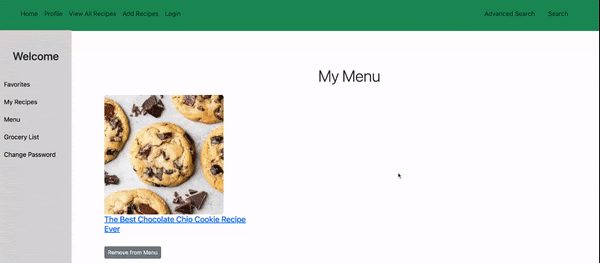 Home Profile View All Recipes Add Recipes Login Advanced Search Search
Welcome
Favorites
My Recipes
Menu
Grocery List
Change Password
My Menu
The Best Chocolate Chip Cookie Recipe
Ever
Remove from Menu